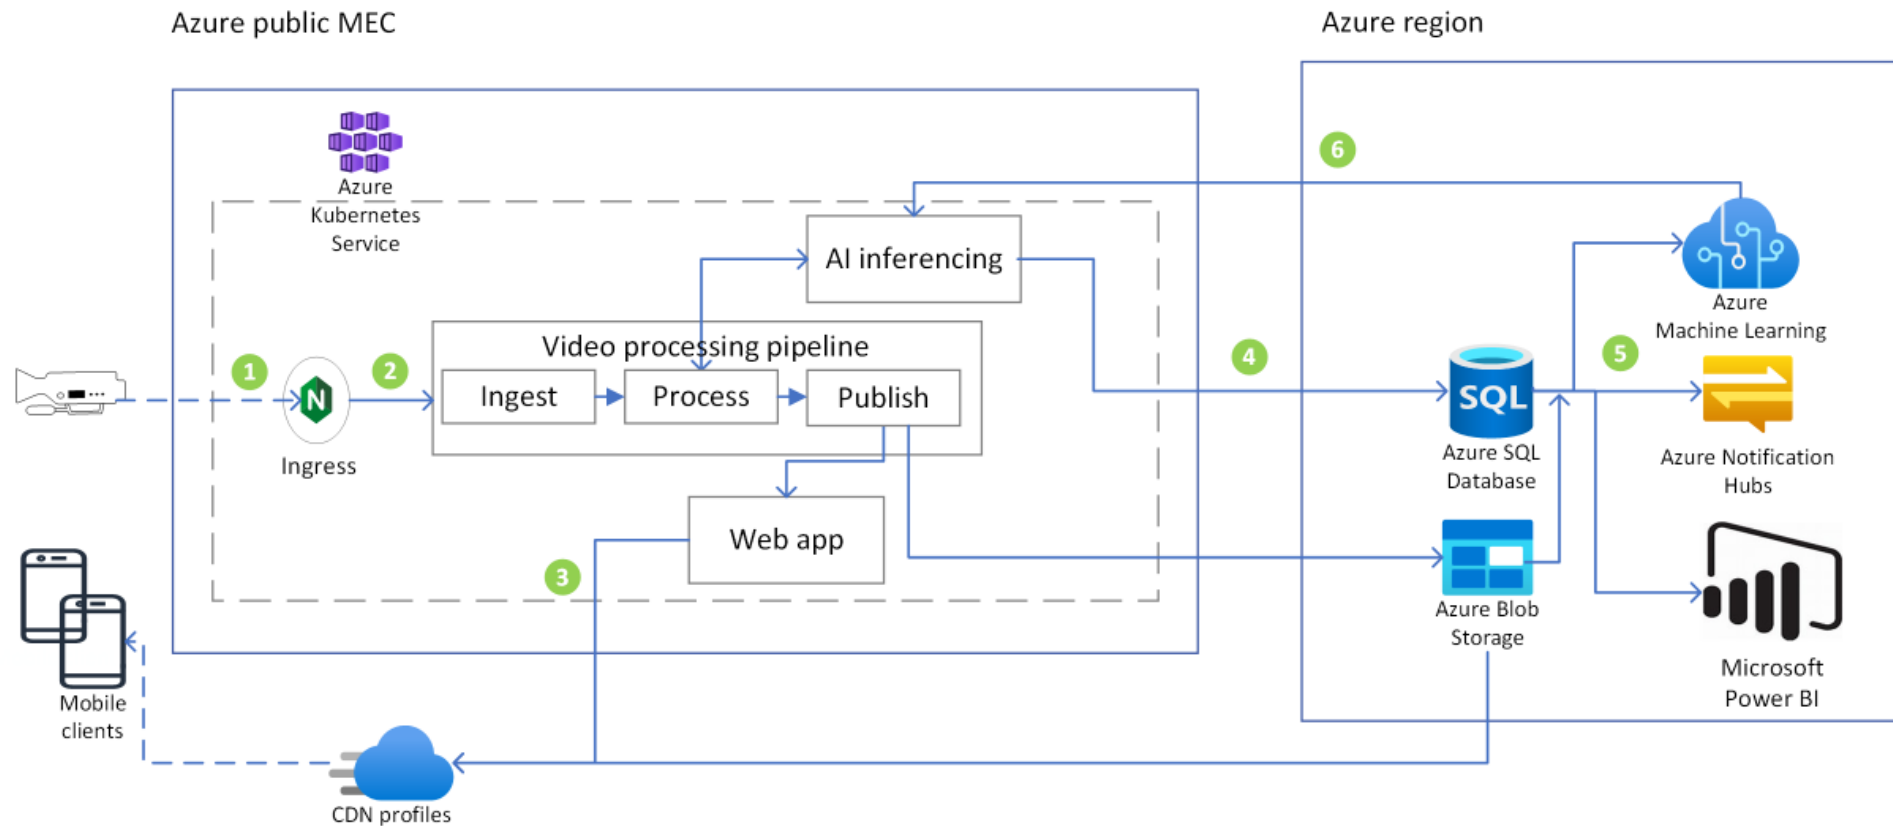 Azure public MEC
Azure region
Azure
Kubernetes
Service
6
AI inferencing
Azure
Machine Learning
1
2
Video processing pipeline
Ingest
Process
Publish
N
Ingress
4
5
SQL
Azure SQL
Database
Azure Notification
Hubs
Web app
3
Azure Blob
Storage
Microsoft
Power BI
Mobile
clients
CDN profiles